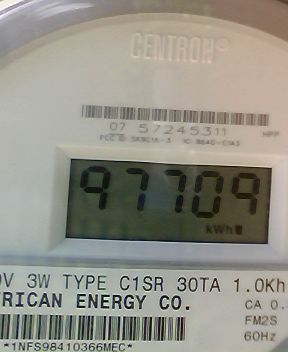 CENTRON®
07 57245311
97709
kWh
V 3W TYPE C1SR 30TA 1.0Kh
RICAN ENERGY CO.
CA 0.
FM2S
60Hz
*1NFS98410366MEC*